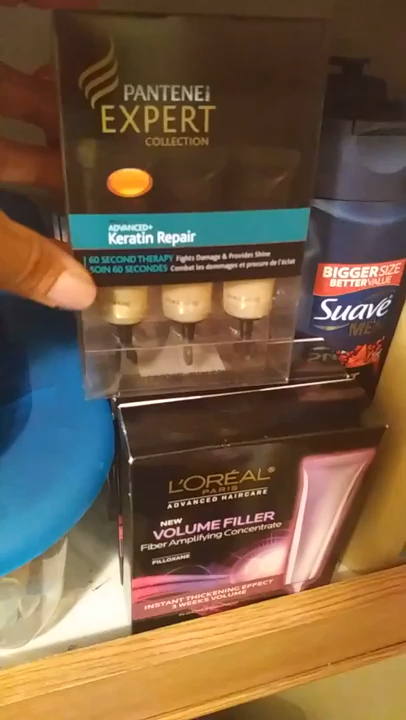 PANTENE
EXPERT
COLLECTION
ADVANCED+
Keratin Repair
60 SECOND THERAPY Fights Damage & Provides Shine
SOIN 60 SECONDES Combat les dommages et procure de l'éclat
BIGGER SIZE
BETTER VALUE
Suave
MEN
L'ORÉAL®
PARIS
ADVANCED HAIRCARE
NEW
VOLUME FILLER
Fiber Amplifying Concentrate
FILLOXANE
INSTANT THICKENING EFFECT
3 WEEKS VOLUME